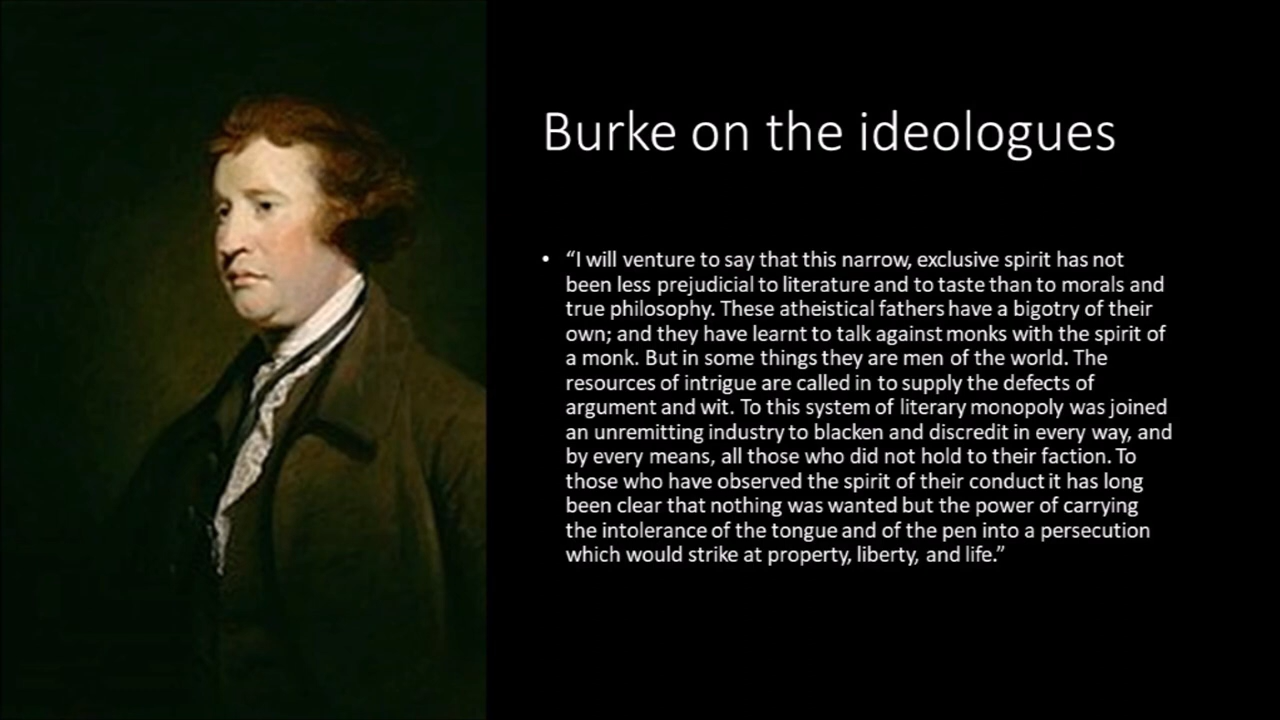 Burke on the ideologues
• “I will venture to say that this narrow, exclusive spirit has not
been less prejudicial to literature and to taste than to morals and
true philosophy. These atheistical fathers have a bigotry of their
own; and they have learnt to talk against monks with the spirit of
a monk. But in some things they are men of the world. The
resources of intrigue are called in to supply the defects of
argument and wit. To this system of literary monopoly was joined
an unremitting industry to blacken and discredit in every way, and
by every means, all those who did not hold to their faction. To
those who have observed the spirit of their conduct it has long
been clear that nothing was wanted but the power of carrying
the intolerance of the tongue and of the pen into a persecution
which would strike at property, liberty, and life.”